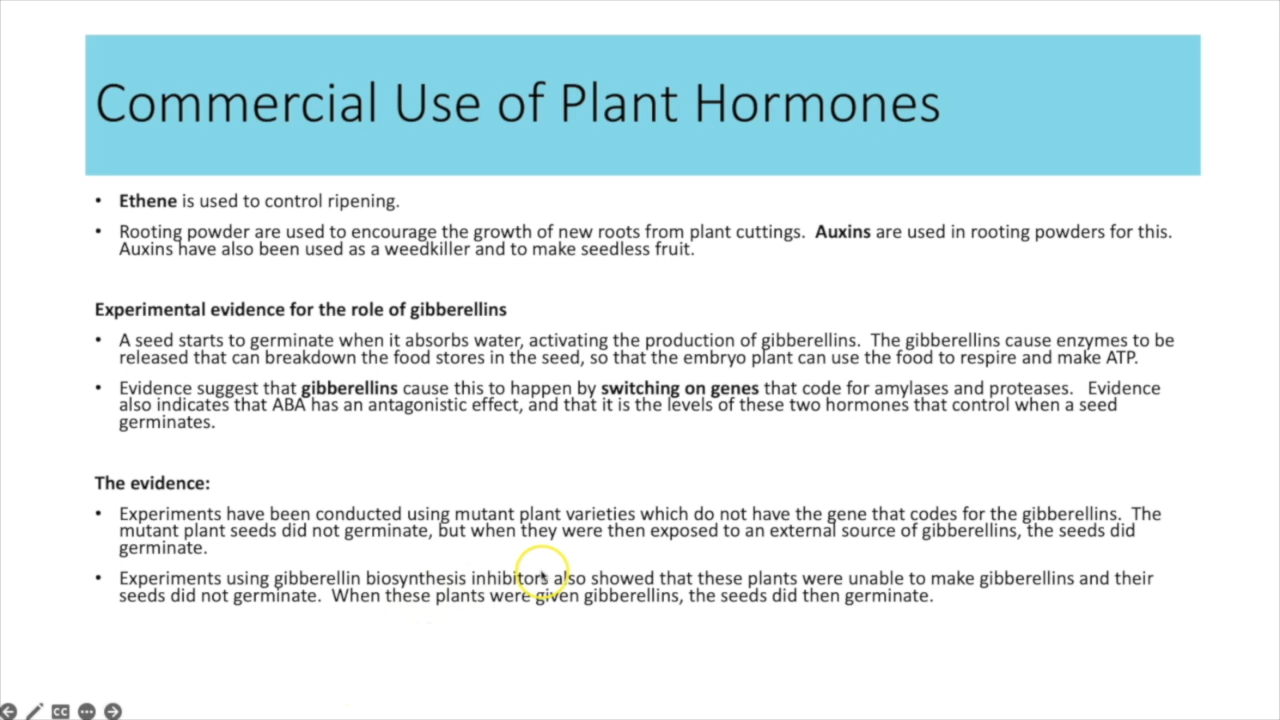 Commercial Use of Plant Hormones
• Ethene is used to control ripening.
• Rooting powder are used to encourage the growth of new roots from plant cuttings. Auxins are used in rooting powders for this.
Auxins have also been used as a weedkiller and to make seedless fruit.
Experimental evidence for the role of gibberellins
• A seed starts to germinate when it absorbs water, activating the production of gibberellins. The gibberellins cause enzymes to be
released that can breakdown the food stores in the seed, so that the embryo plant can use the food to respire and make ATP.
• Evidence suggest that gibberellins cause this to happen by switching on genes that code for amylases and proteases. Evidence
also indicates that ABA has an antagonistic effect, and that it is the levels of these two hormones that control when a seed
germinates.
The evidence:
• Experiments have been conducted using mutant plant varieties which do not have the gene that codes for the gibberellins. The
mutant plant seeds did not germinate, but when they were then exposed to an external source of gibberellins, the seeds did
germinate.
• Experiments using gibberellin biosynthesis inhibitors also showed that these plants were unable to make gibberellins and their
seeds did not germinate. When these plants were given gibberellins, the seeds did then germinate.
CC